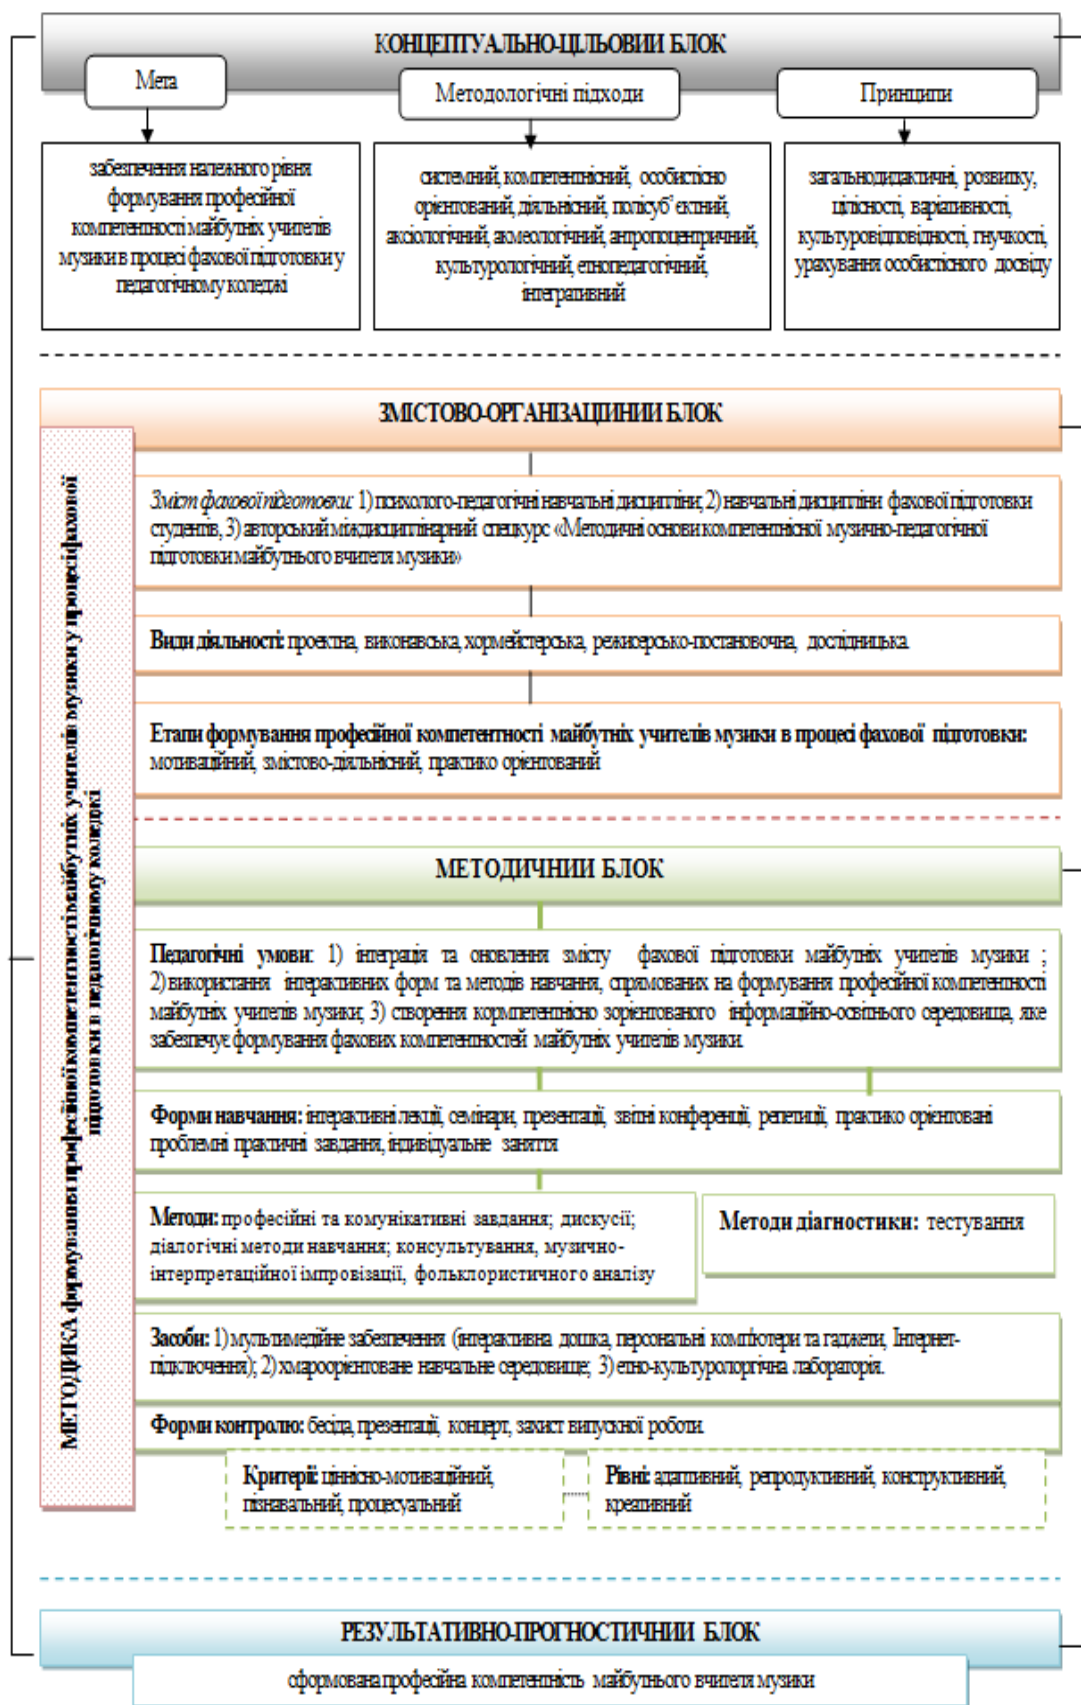 КОНЦЕПТУАЛЬНО-ЦІЛЬОВИЙ БЛОК
Мета
Методологічні підходи
Принципи
забезпечення належного рівня
формування професійної
компетентності майбутніх учителів
музики в процесі фахової підготовки у
педагогічному коледжі
системний, компетентнісний, особистісно
орієнтований, діяльнісний, полісуб’єктний,
аксіологічний, акмеологічний, антропоцентричний,
культурологічний, етнопедагогічний,
інтегративний
загальнодидактичні, розвитку,
цілісності, варіативності,
культуровідповідності, гнучкості,
урахування особистісного досвіду
ЗМІСТОВО-ОРГАНІЗАЦІЙНИЙ БЛОК
МЕТОДИКА формування професійної компетентності майбутніх учителів музики у процесі фахової
підготовки в педагогічному коледжі
Зміст фахової підготовки: 1) психолого-педагогічні навчальні дисципліни, 2) навчальні дисципліни фахової підготовки
студентів, 3) авторський міждисциплінарний спецкурс «Методичні основи компетентнісної музично-педагогічної
підготовки майбутнього вчителя музики»
Види діяльності: проектна, виконавська, хормейстерська, режисерсько-постановочна, дослідницька.
Етапи формування професійної компетентності майбутніх учителів музики в процесі фахової підготовки:
мотиваційний, змістово-діяльнісний, практико орієнтований
МЕТОДИЧНИЙ БЛОК
Педагогічні умови: 1) інтеграція та оновлення змісту фахової підготовки майбутніх учителів музики ;
2) використання інтерактивних форм та методів навчання, спрямованих на формування професійної компетентності
майбутніх учителів музики; 3) створення кормпетентнісно зорієнтованого інформаційно-освітнього середовища, яке
забезпечує формування фахових компетентностей майбутніх учителів музики.
Форми навчання: інтерактивні лекції, семінари, презентації, звітні конференції, репетиції, практико орієнтовані
проблемні практичні завдання, індивідуальне заняття
Методи: професійні та комунікативні завдання; дискусії;
діалогічні методи навчання; консультування, музично-
інтерпретаційної імпровізації, фольклористичного аналізу
Методи діагностики: тестування
Засоби: 1) мультимедійне забезпечення (інтерактивна дошка, персональні комп'ютери та гаджети, Інтернет-
підключення); 2) хмароорієнтоване навчальне середовище; 3) етно-культуролоргічна лабораторія.
Форми контролю: бесіда, презентації, концерт, захист випускної роботи.
Критерії: ціннісно-мотиваційний,
пізнавальний, процесуальний
Рівні: адаптивний, репродуктивний, конструктивний,
креативний
РЕЗУЛЬТАТИВНО-ПРОГНОСТИЧНИЙ БЛОК
сформована професійна компетентність майбутнього вчителя музики